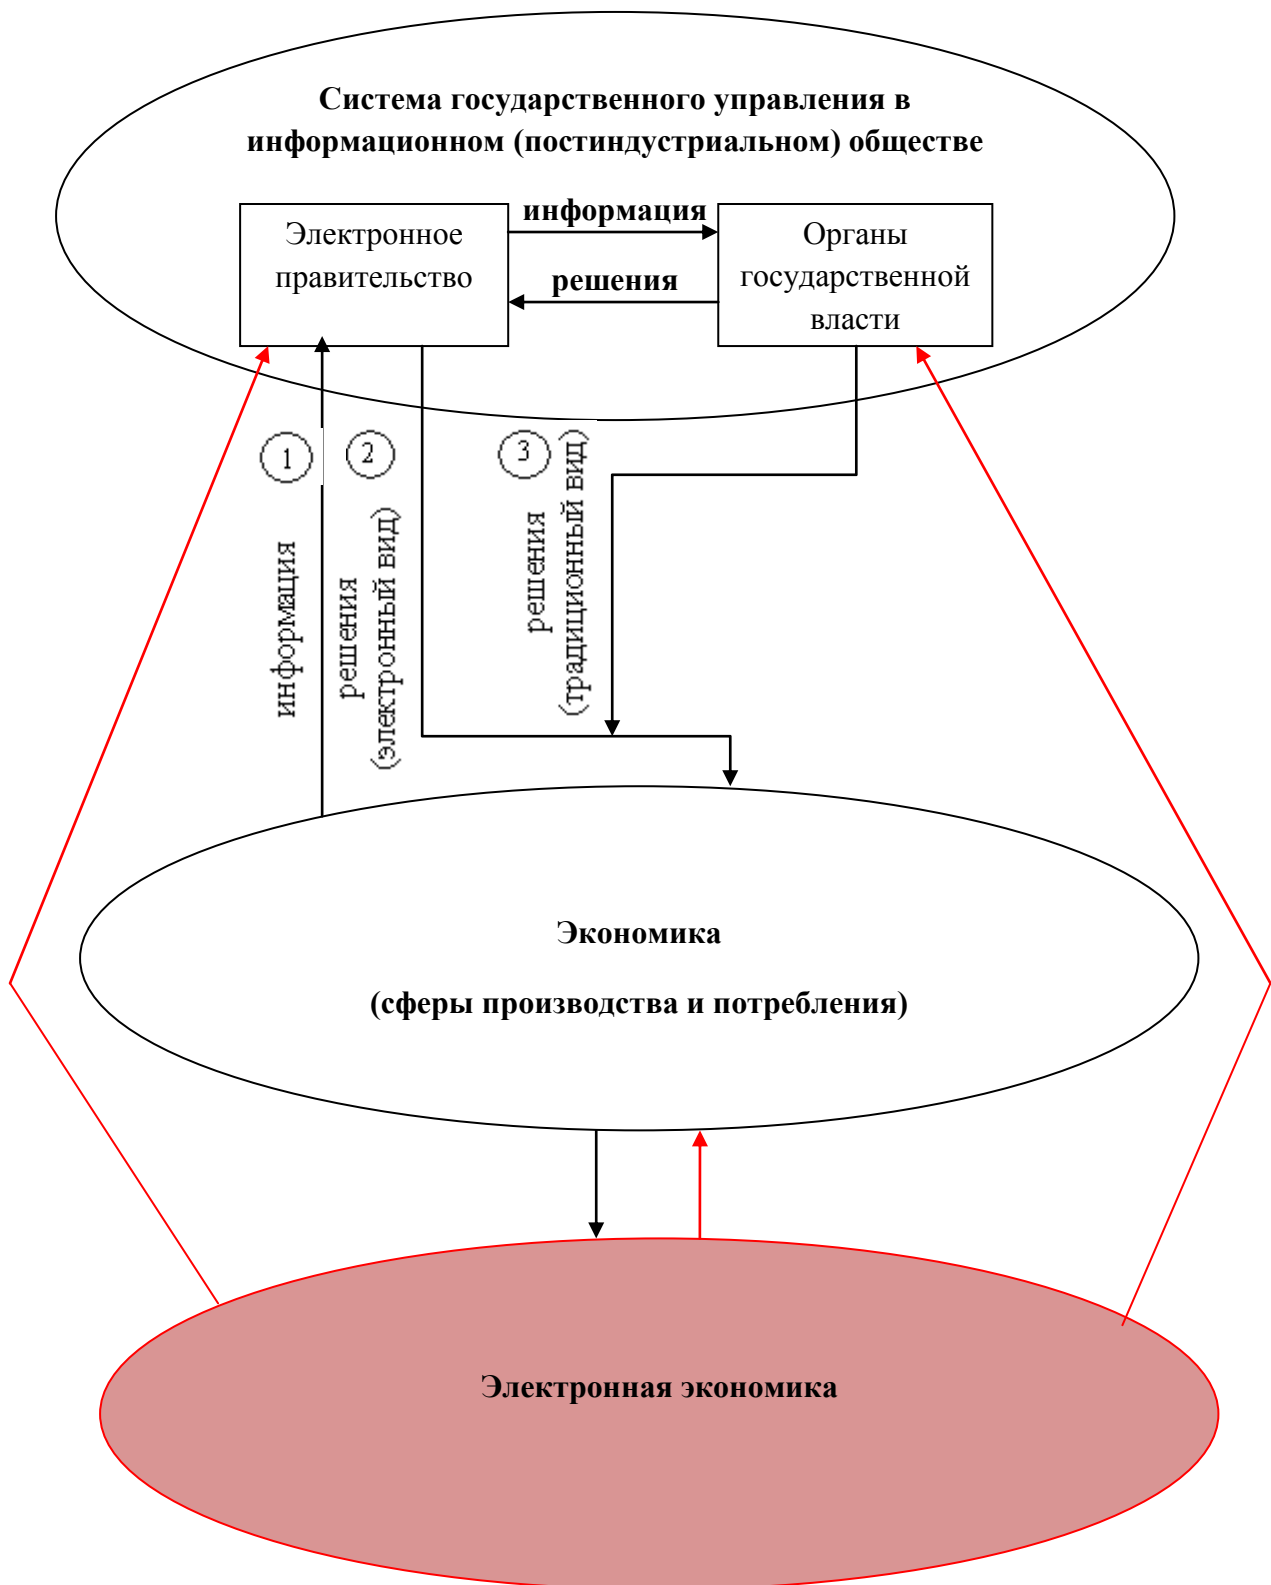 Система государственного управления в
информационном (постиндустриальном) обществе
Электронное
правительство
информация
решения
Органы
государственной
власти
1
информация
2
решения
(электронный вид)
3
решения
(традиционный вид)
Экономика
(сферы производства и потребления)
Электронная экономика